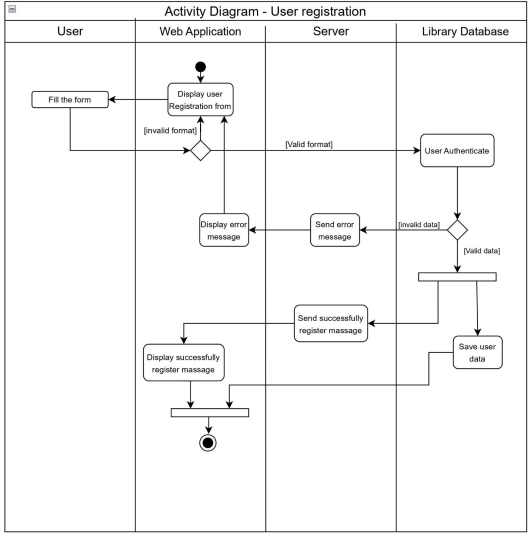 Activity Diagram - User registration
User
Web Application
Server
Library Database
Display user
Registration from
Fill the form
[invalid format]
[Valid format]
User Authenticate
Display error
message
Send error
message
[invalid data]
[Valid data]
Send successfully
register massage
Save user
data
Display successfully
register massage